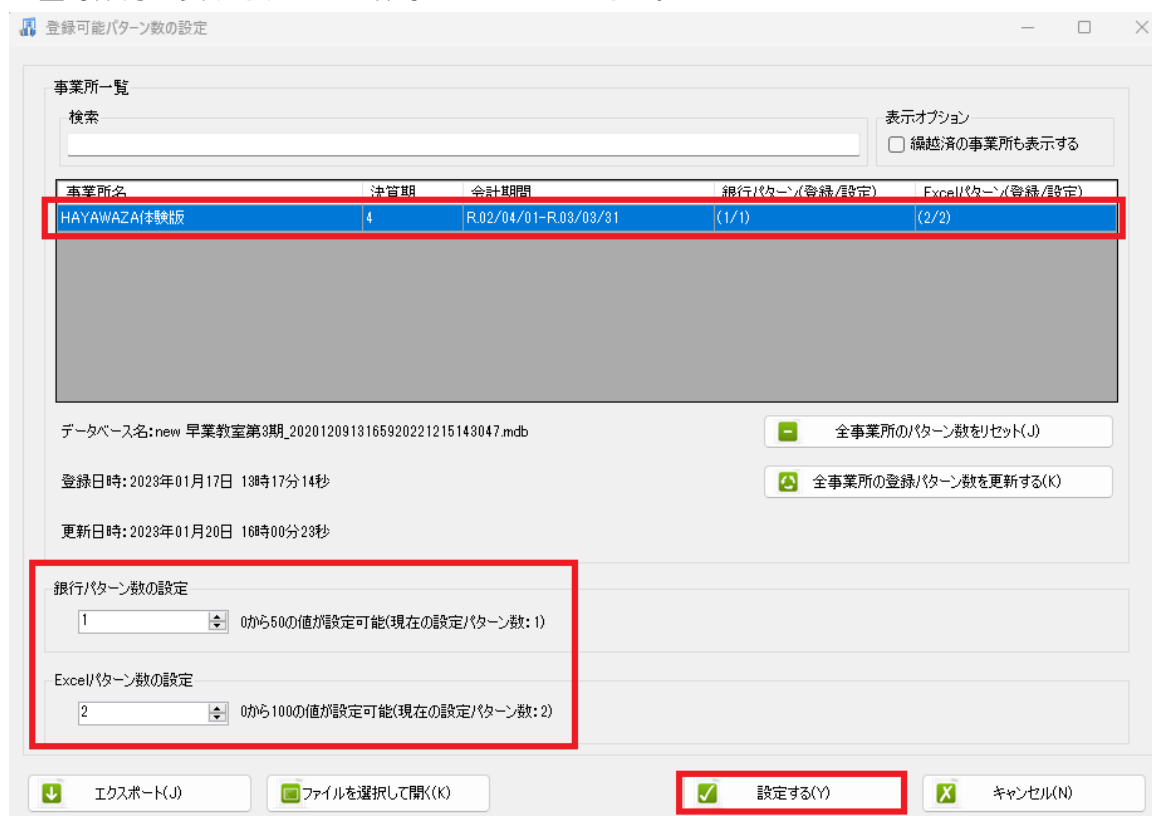 登録可能パターン数の設定
事業所一覧
検索
表示オプション
繰越済の事業所も表示する
事業所名 決算期 会計期間 銀行パターン(登録/設定) Excelパターン(登録/設定)
HAYAWAZA体験版 4 R.02/04/01-R.03/03/31 (1/1) (2/2)
データベース名:new 早業教室第3期_2020120913165920221215143047.mdb
全事業所のパターン数をリセット(J)
登録日時:2023年01月17日 13時17分14秒
全事業所の登録パターン数を更新する(K)
更新日時:2023年01月20日 16時00分23秒
銀行パターン数の設定
1 0から50の値が設定可能(現在の設定パターン数:1)
Excelパターン数の設定
2 0から100の値が設定可能(現在の設定パターン数:2)
エクスポート(J) ファイルを選択して開く(K) 設定する(Y) キャンセル(N)